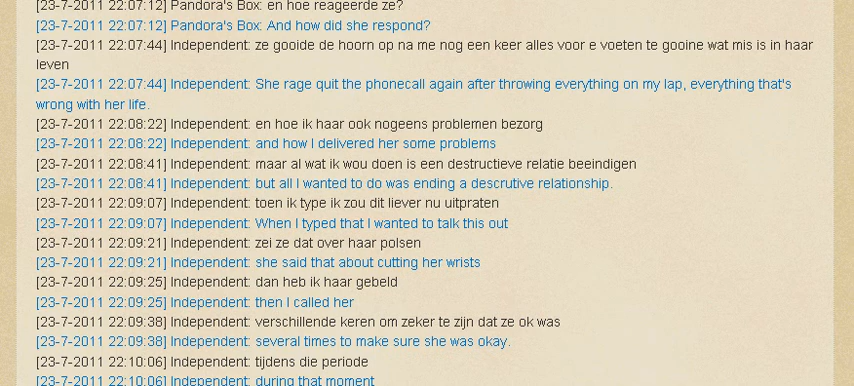 [23-7-2011 22:07:12] Pandora's Box: en hoe reageerde ze?
[23-7-2011 22:07:12] Pandora's Box: And how did she respond?
[23-7-2011 22:07:44] Independent: ze gooide de hoorn op na me nog een keer alles voor e voeten te gooine wat mis is in haar
leven
[23-7-2011 22:07:44] Independent: She rage quit the phonecall again after throwing everything on my lap, everything that's
wrong with her life.
[23-7-2011 22:08:22] Independent: en hoe ik haar ook nogeens problemen bezorg
[23-7-2011 22:08:22] Independent: and how I delivered her some problems
[23-7-2011 22:08:41] Independent: maar al wat ik wou doen is een destructieve relatie beeindigen
[23-7-2011 22:08:41] Independent: but all I wanted to do was ending a descrutive relationship.
[23-7-2011 22:09:07] Independent: toen ik type ik zou dit liever nu uitpraten
[23-7-2011 22:09:07] Independent: When I typed that I wanted to talk this out
[23-7-2011 22:09:21] Independent: zei ze dat over haar polsen
[23-7-2011 22:09:21] Independent: she said that about cutting her wrists
[23-7-2011 22:09:25] Independent: dan heb ik haar gebeld
[23-7-2011 22:09:25] Independent: then I called her
[23-7-2011 22:09:38] Independent: verschillende keren om zeker te zijn dat ze ok was
[23-7-2011 22:09:38] Independent: several times to make sure she was okay.
[23-7-2011 22:10:06] Independent: tijdens die periode
[23-7-2011 22:10:06] Independent: during that moment